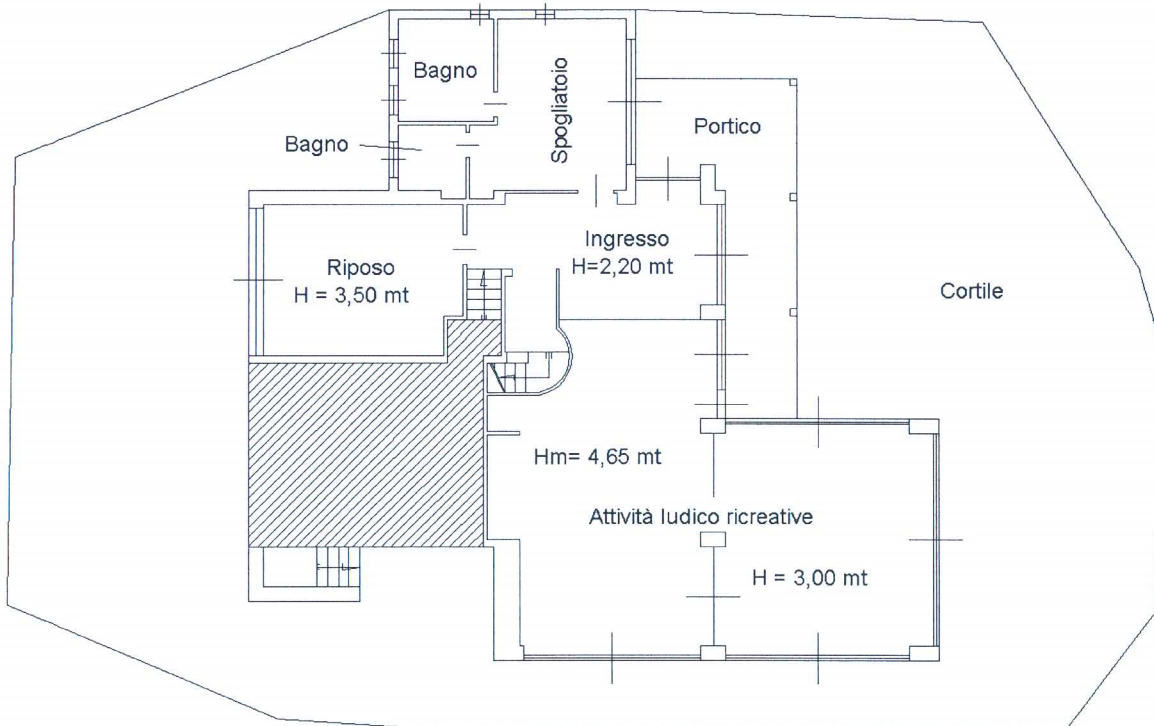 Bagno
Spogliatoio
Portico
Bagno
Ingresso
H=2,20 mt
Riposo
H = 3,50 mt
Cortile
Hm= 4,65 mt
Attività ludico ricreative
H = 3,00 mt